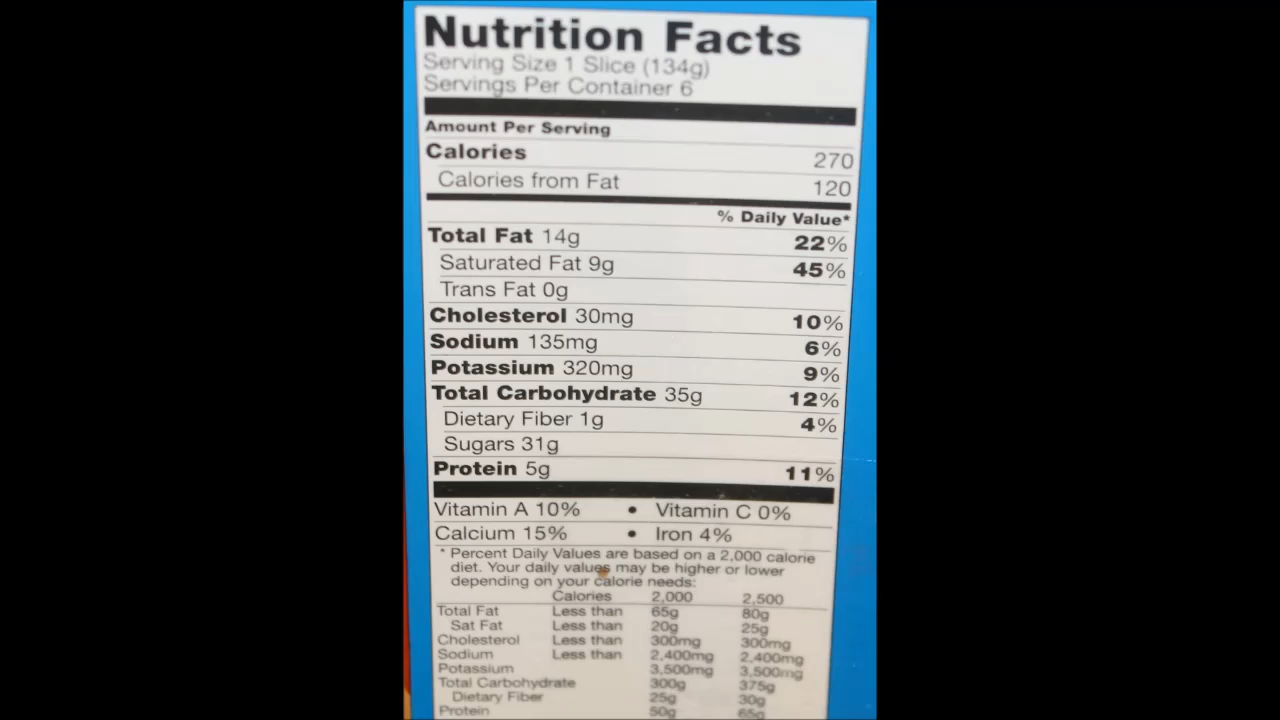 Nutrition Facts
Serving Size 1 Slice (134g)
Servings Per Container 6
Amount Per Serving
Calories 270
Calories from Fat 120
% Daily Value*
Total Fat 14g 22%
Saturated Fat 9g 45%
Trans Fat 0g
Cholesterol 30mg 10%
Sodium 135mg 6%
Potassium 320mg 9%
Total Carbohydrate 35g 12%
Dietary Fiber 1g 4%
Sugars 31g
Protein 5g 11%
Vitamin A 10% • Vitamin C 0%
Calcium 15% • Iron 4%
* Percent Daily Values are based on a 2,000 calorie
diet. Your daily values may be higher or lower
depending on your calorie needs:
Calories 2,000 2,500
Total Fat Less than 65g 80g
Sat Fat Less than 20g 25g
Cholesterol Less than 300mg 300mg
Sodium Less than 2,400mg 2,400mg
Potassium 3,500mg 3,500mg
Total Carbohydrate 300g 375g
Dietary Fiber 25g 30g
Protein 50g 65g